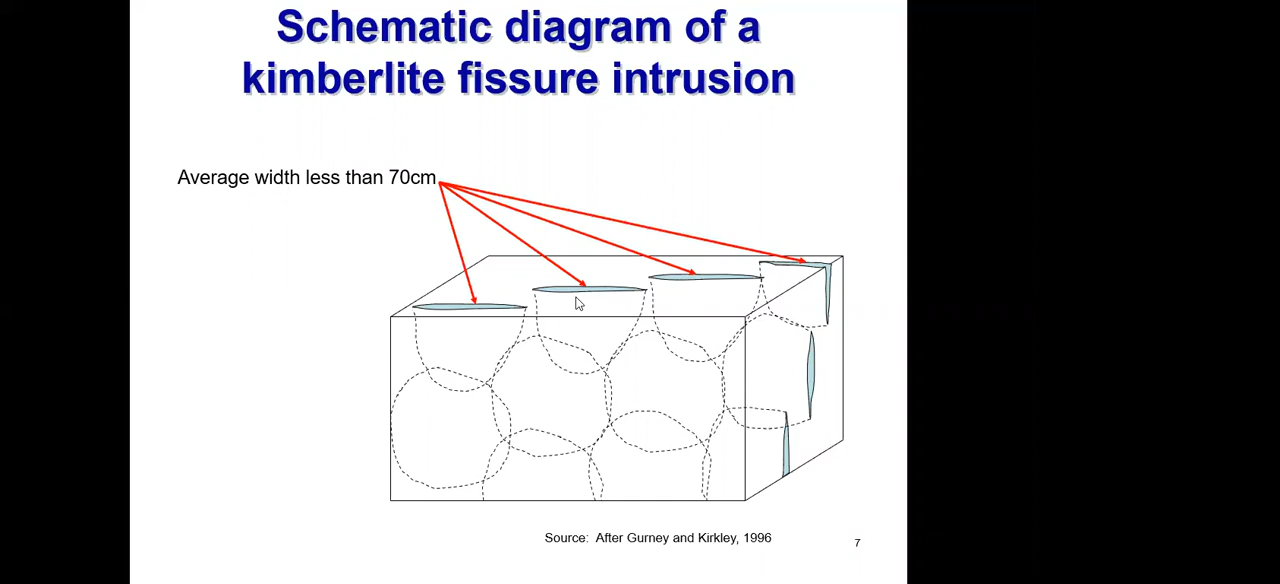 Schematic diagram of a
kimberlite fissure intrusion
Average width less than 70cm
Source: After Gurney and Kirkley, 1996
7